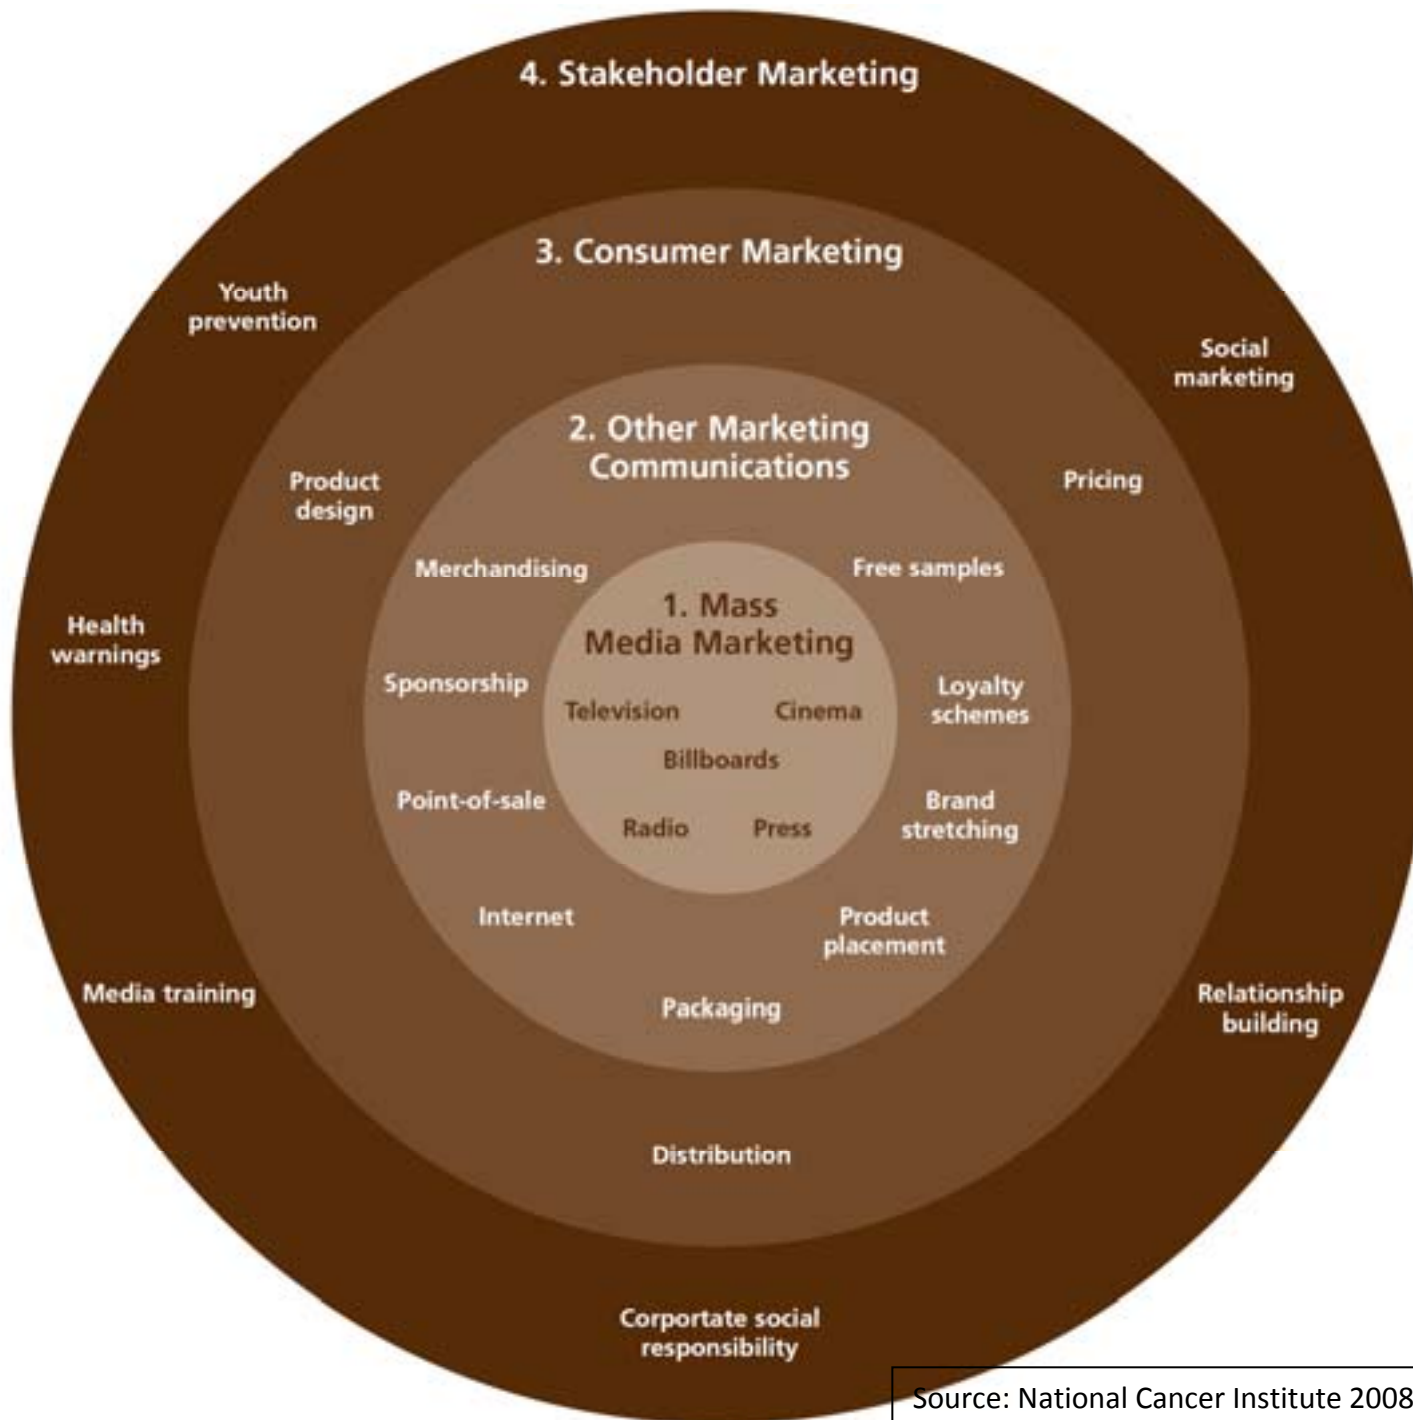 4. Stakeholder Marketing
3. Consumer Marketing
Youth
prevention
Social
marketing
2. Other Marketing
Communications
Product
design
Pricing
Merchandising
Free samples
1. Mass
Media Marketing
Health
warnings
Sponsorship
Loyalty
schemes
Television
Cinema
Billboards
Point-of-sale
Brand
stretching
Radio
Press
Internet
Product
placement
Media training
Packaging
Relationship
building
Distribution
Corportate social
responsibility
Source: National Cancer Institute 2008